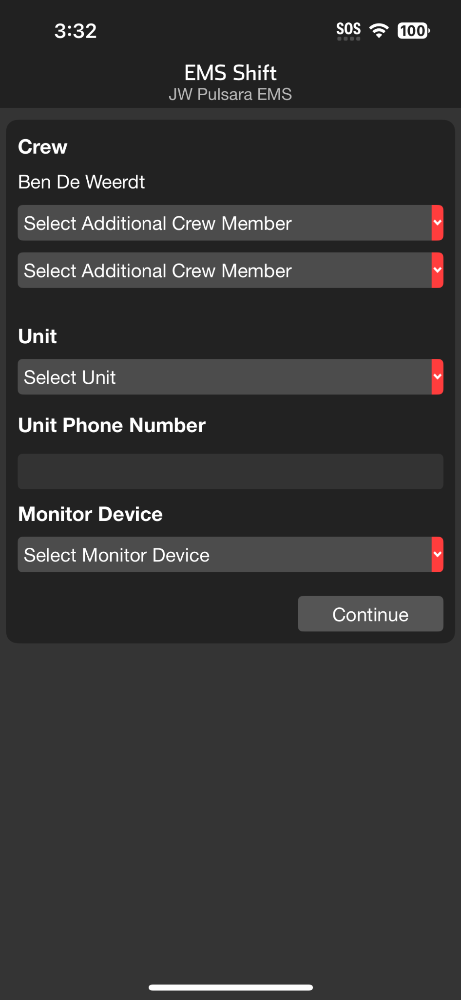 3:32
SOS
100
EMS Shift
JW Pulsara EMS
Crew
Ben De Weerdt
Select Additional Crew Member
Select Additional Crew Member
Unit
Select Unit
Unit Phone Number
Monitor Device
Select Monitor Device
Continue